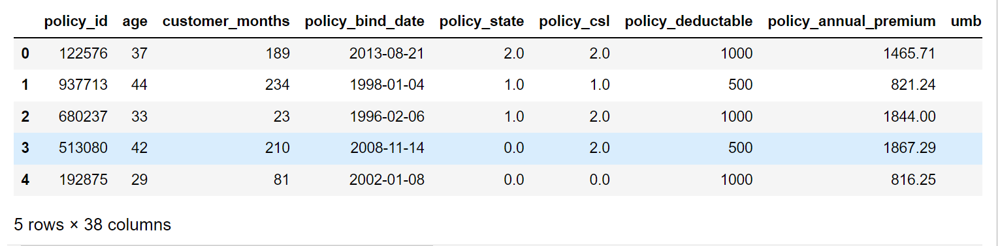 policy_id age customer_months policy_bind_date policy_state policy_csl policy_deductable policy_annual_premium umb
0 122576 37 189 2013-08-21 2.0 2.0 1000 1465.71
1 937713 44 234 1998-01-04 1.0 1.0 500 821.24
2 680237 33 23 1996-02-06 1.0 2.0 1000 1844.00
3 513080 42 210 2008-11-14 0.0 2.0 500 1867.29
4 192875 29 81 2002-01-08 0.0 0.0 1000 816.25
5 rows × 38 columns